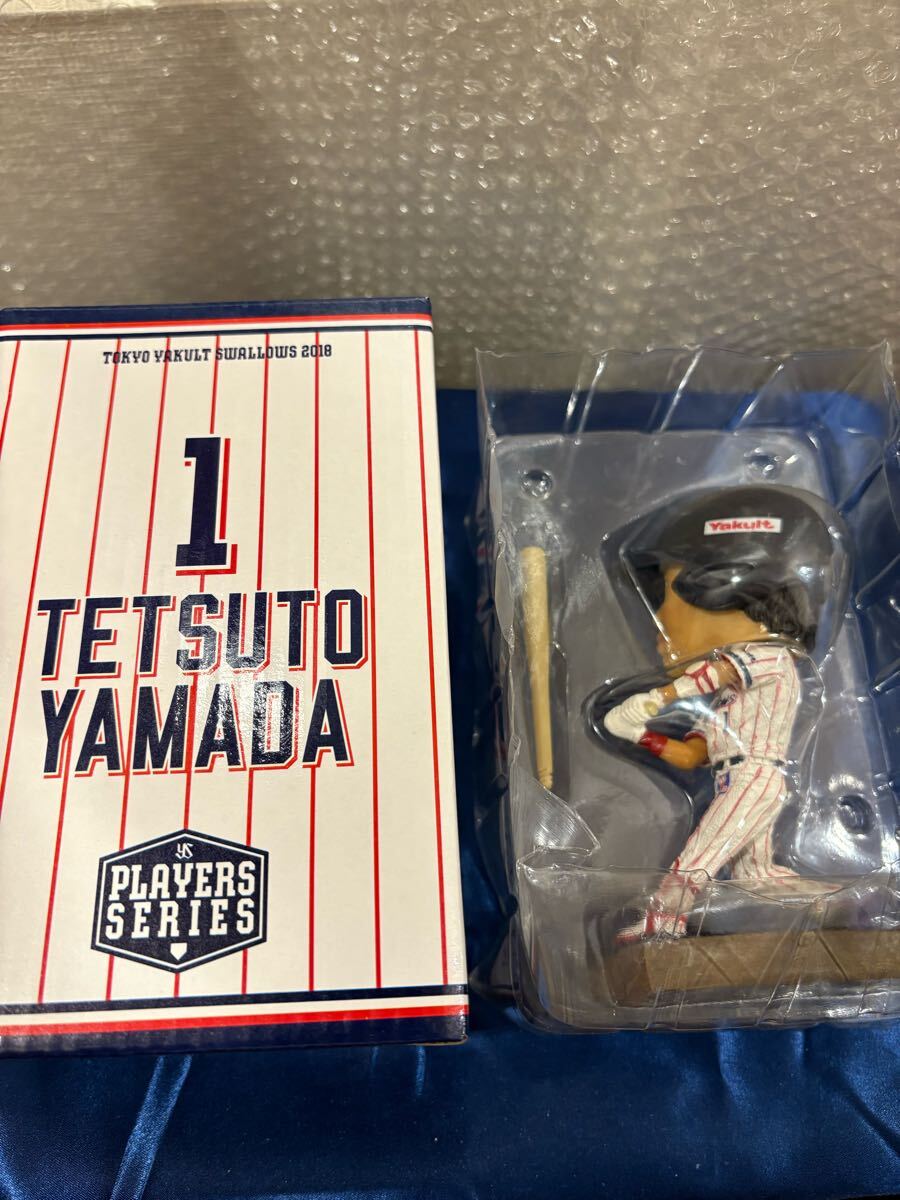 TOKYO YAKULT SWALLOWS 2018
1
TETSUTO
YAMADA
YS
PLAYERS
SERIES
Yakult